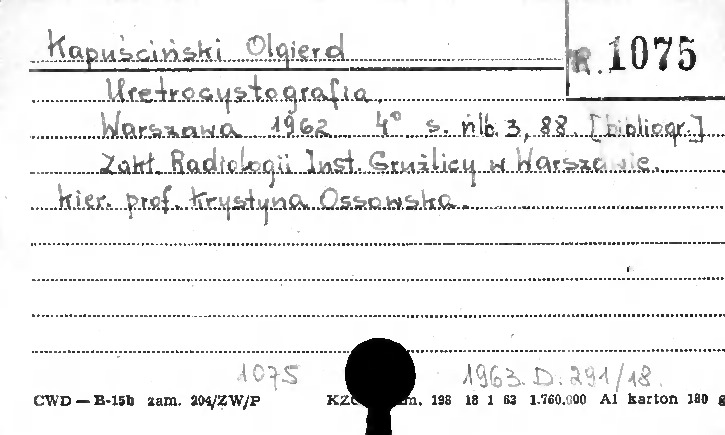 Kapuściński Olgierd
R. 1075
Uretrocystografia.
Warszawa 1962 4° s. nlb. 3, 88 [bibliogr.]
Zakł. Radiologii Inst. Gruźlicy w Warszawie.
kier. prof. Krystyna Ossowska.
1075 1963. D. 291/18.
CWD — B-15b zam. 204/ZW/P 198 18 1 63 1.760.000 A1 karton 180 g